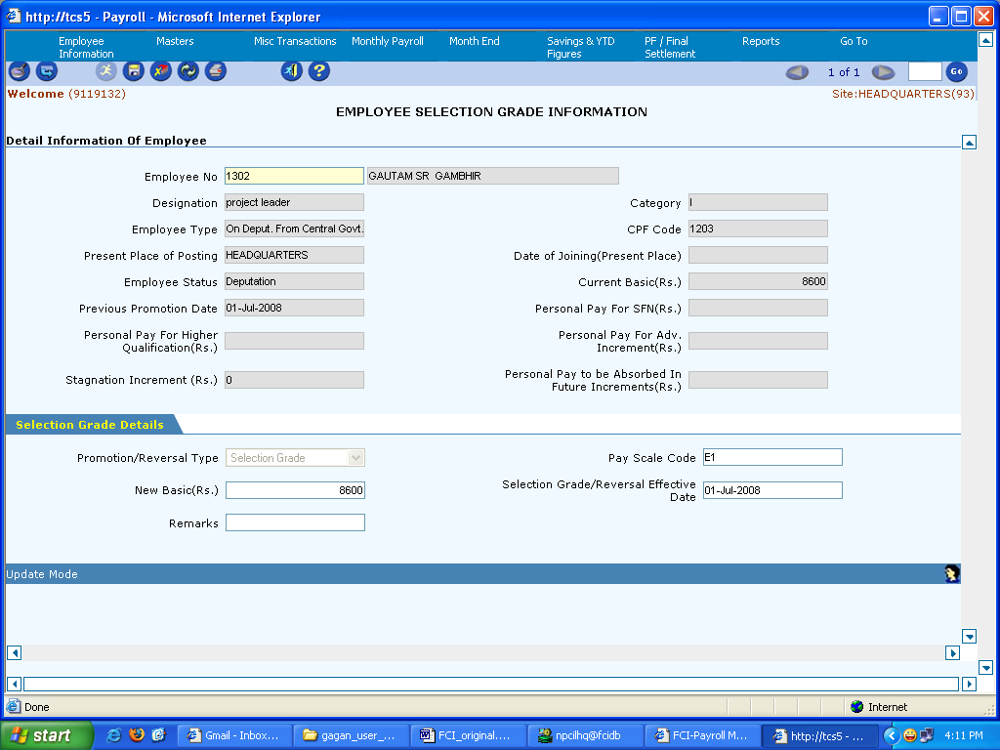 http://tcs5 - Payroll - Microsoft Internet Explorer
Employee Information
Masters
Misc Transactions
Monthly Payroll
Month End
Savings & YTD Figures
PF / Final Settlement
Reports
Go To
1 of 1
GO
Welcome (9119132)
Site:HEADQUARTERS(93)
EMPLOYEE SELECTION GRADE INFORMATION
Detail Information Of Employee
Employee No 1302 GAUTAM SR GAMBHIR
Designation project leader
Category I
Employee Type On Deput. From Central Govt.
CPF Code 1203
Present Place of Posting HEADQUARTERS
Date of Joining(Present Place)
Employee Status Deputation
Current Basic(Rs.) 8600
Previous Promotion Date 01-Jul-2008
Personal Pay For SFN(Rs.)
Personal Pay For Higher
Qualification(Rs.)
Personal Pay For Adv.
Increment(Rs.)
Stagnation Increment (Rs.) 0
Personal Pay to be Absorbed In
Future Increments(Rs.)
Selection Grade Details
Promotion/Reversal Type Selection Grade
Pay Scale Code E1
New Basic(Rs.) 8600
Selection Grade/Reversal Effective
Date 01-Jul-2008
Remarks
Update Mode
Done
Internet
start
Gmail - Inbox...
gagan_user_...
FCI_original....
npcilhq@fcidb
FCI-Payroll M...
http://tcs5 - ...
4:11 PM